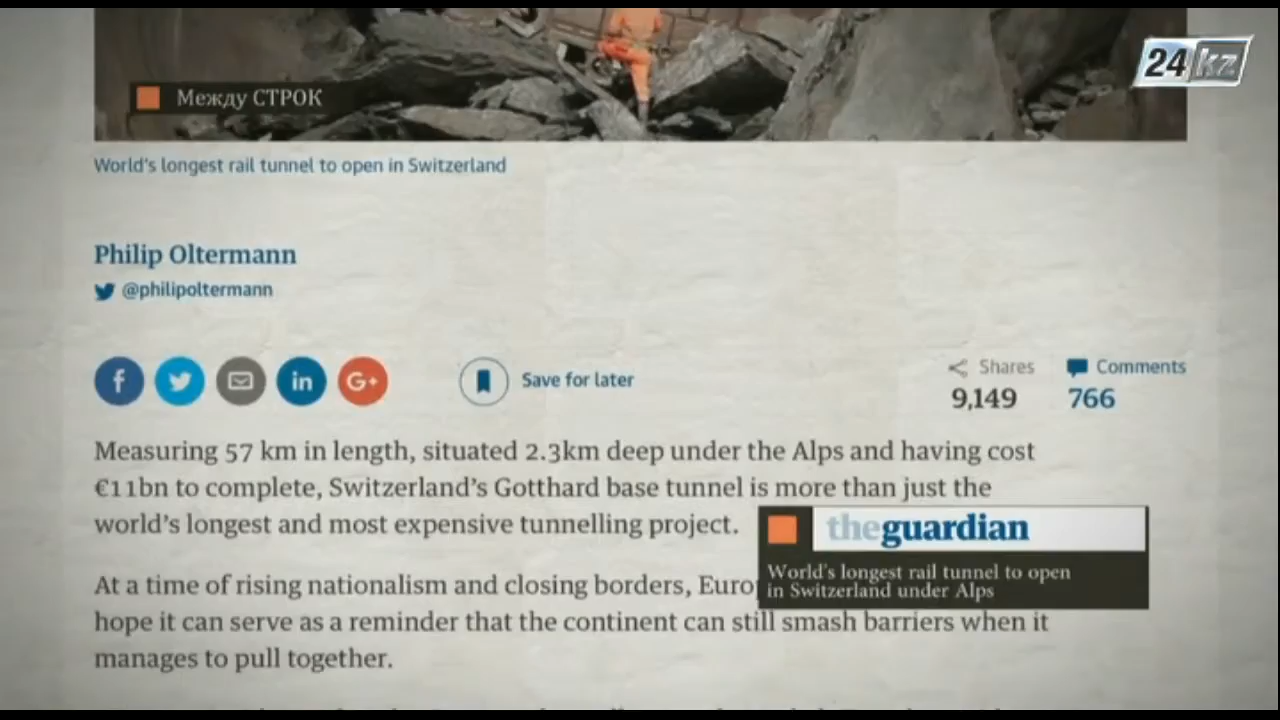 24 kz
Между СТРОК
World's longest rail tunnel to open in Switzerland
Philip Oltermann
@philipoltermann
Save for later
Shares
Comments
9,149
766
Measuring 57 km in length, situated 2.3km deep under the Alps and having cost
€11bn to complete, Switzerland's Gotthard base tunnel is more than just the
world's longest and most expensive tunnelling project.
theguardian
World's longest rail tunnel to open
in Switzerland under Alps
At a time of rising nationalism and closing borders,
hope it can serve as a reminder that the continent can still smash barriers when it
manages to pull together.